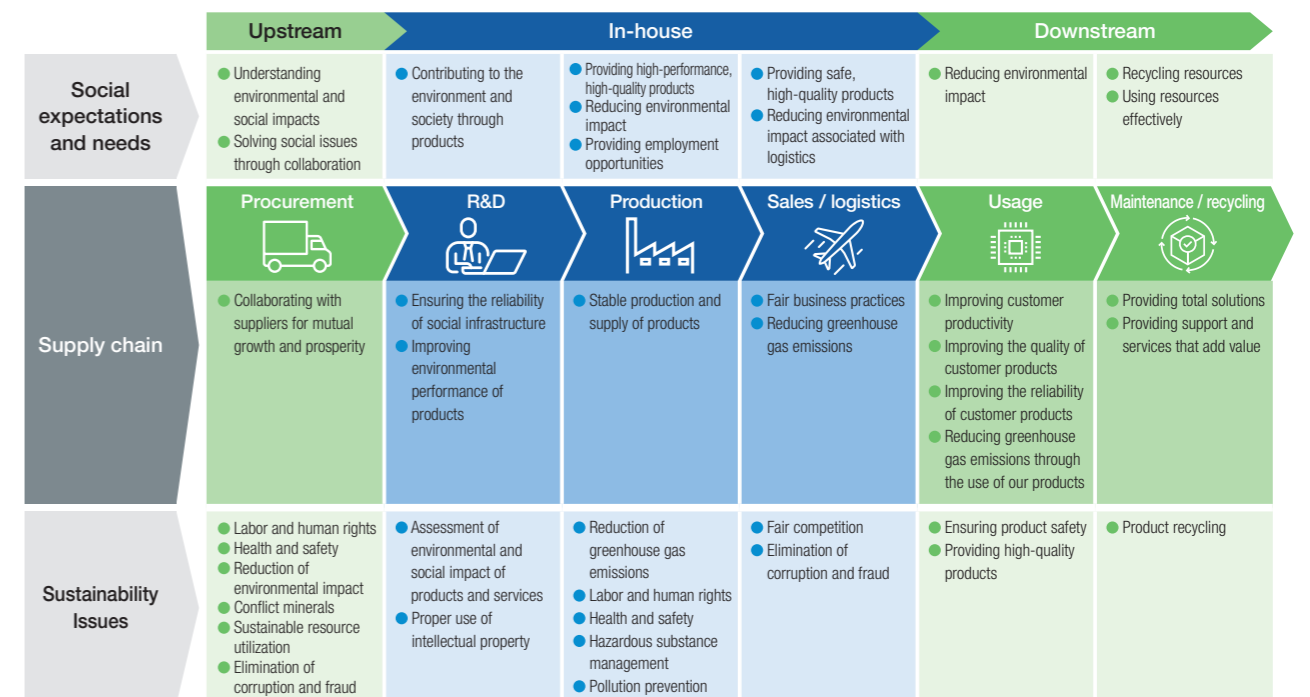 Upstream
In-house
Downstream
Social
expectations
and needs
Understanding
environmental and
social impacts
Solving social issues
through collaboration
Contributing to the
environment and
society through
products
Providing high-performance,
high-quality products
Reducing environmental
impact
Providing employment
opportunities
Providing safe,
high-quality products
Reducing environmental
impact associated with
logistics
Reducing environmental
impact
Recycling resources
Using resources
effectively
Supply chain
Procurement
R&D
Production
Sales / logistics
Usage
Maintenance / recycling
Collaborating with
suppliers for mutual
growth and prosperity
Ensuring the reliability
of social infrastructure
Improving
environmental
performance of
products
Stable production and
supply of products
Fair business practices
Reducing greenhouse
gas emissions
Improving customer
productivity
Improving the quality of
customer products
Improving the reliability
of customer products
Reducing greenhouse
gas emissions through
the use of our products
Providing total solutions
Providing support and
services that add value
Sustainability
Issues
Labor and human rights
Health and safety
Reduction of
environmental impact
Conflict minerals
Sustainable resource
utilization
Elimination of
corruption and fraud
Assessment of
environmental and
social impact of
products and services
Proper use of
intellectual property
Reduction of
greenhouse gas
emissions
Labor and human rights
Health and safety
Hazardous substance
management
Pollution prevention
Fair competition
Elimination of
corruption and fraud
Ensuring product safety
Providing high-quality
products
Product recycling